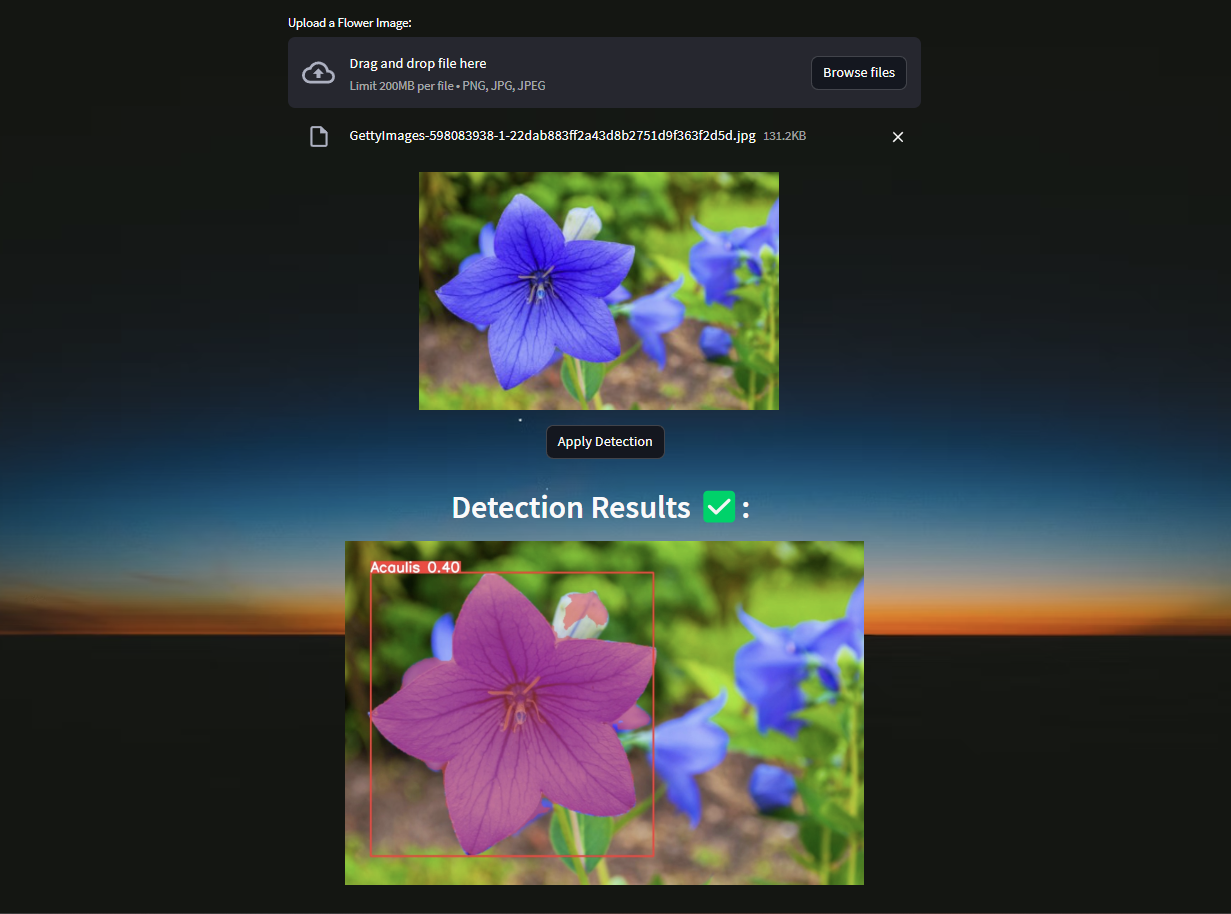 Upload a Flower Image:
Drag and drop file here
Limit 200MB per file • PNG, JPG, JPEG
Browse files
GettyImages-598083938-1-22dab883ff2a43d8b2751d9f363f2d5d.jpg 131.2KB
Apply Detection
Detection Results ✅ :
Acaulis 0.40